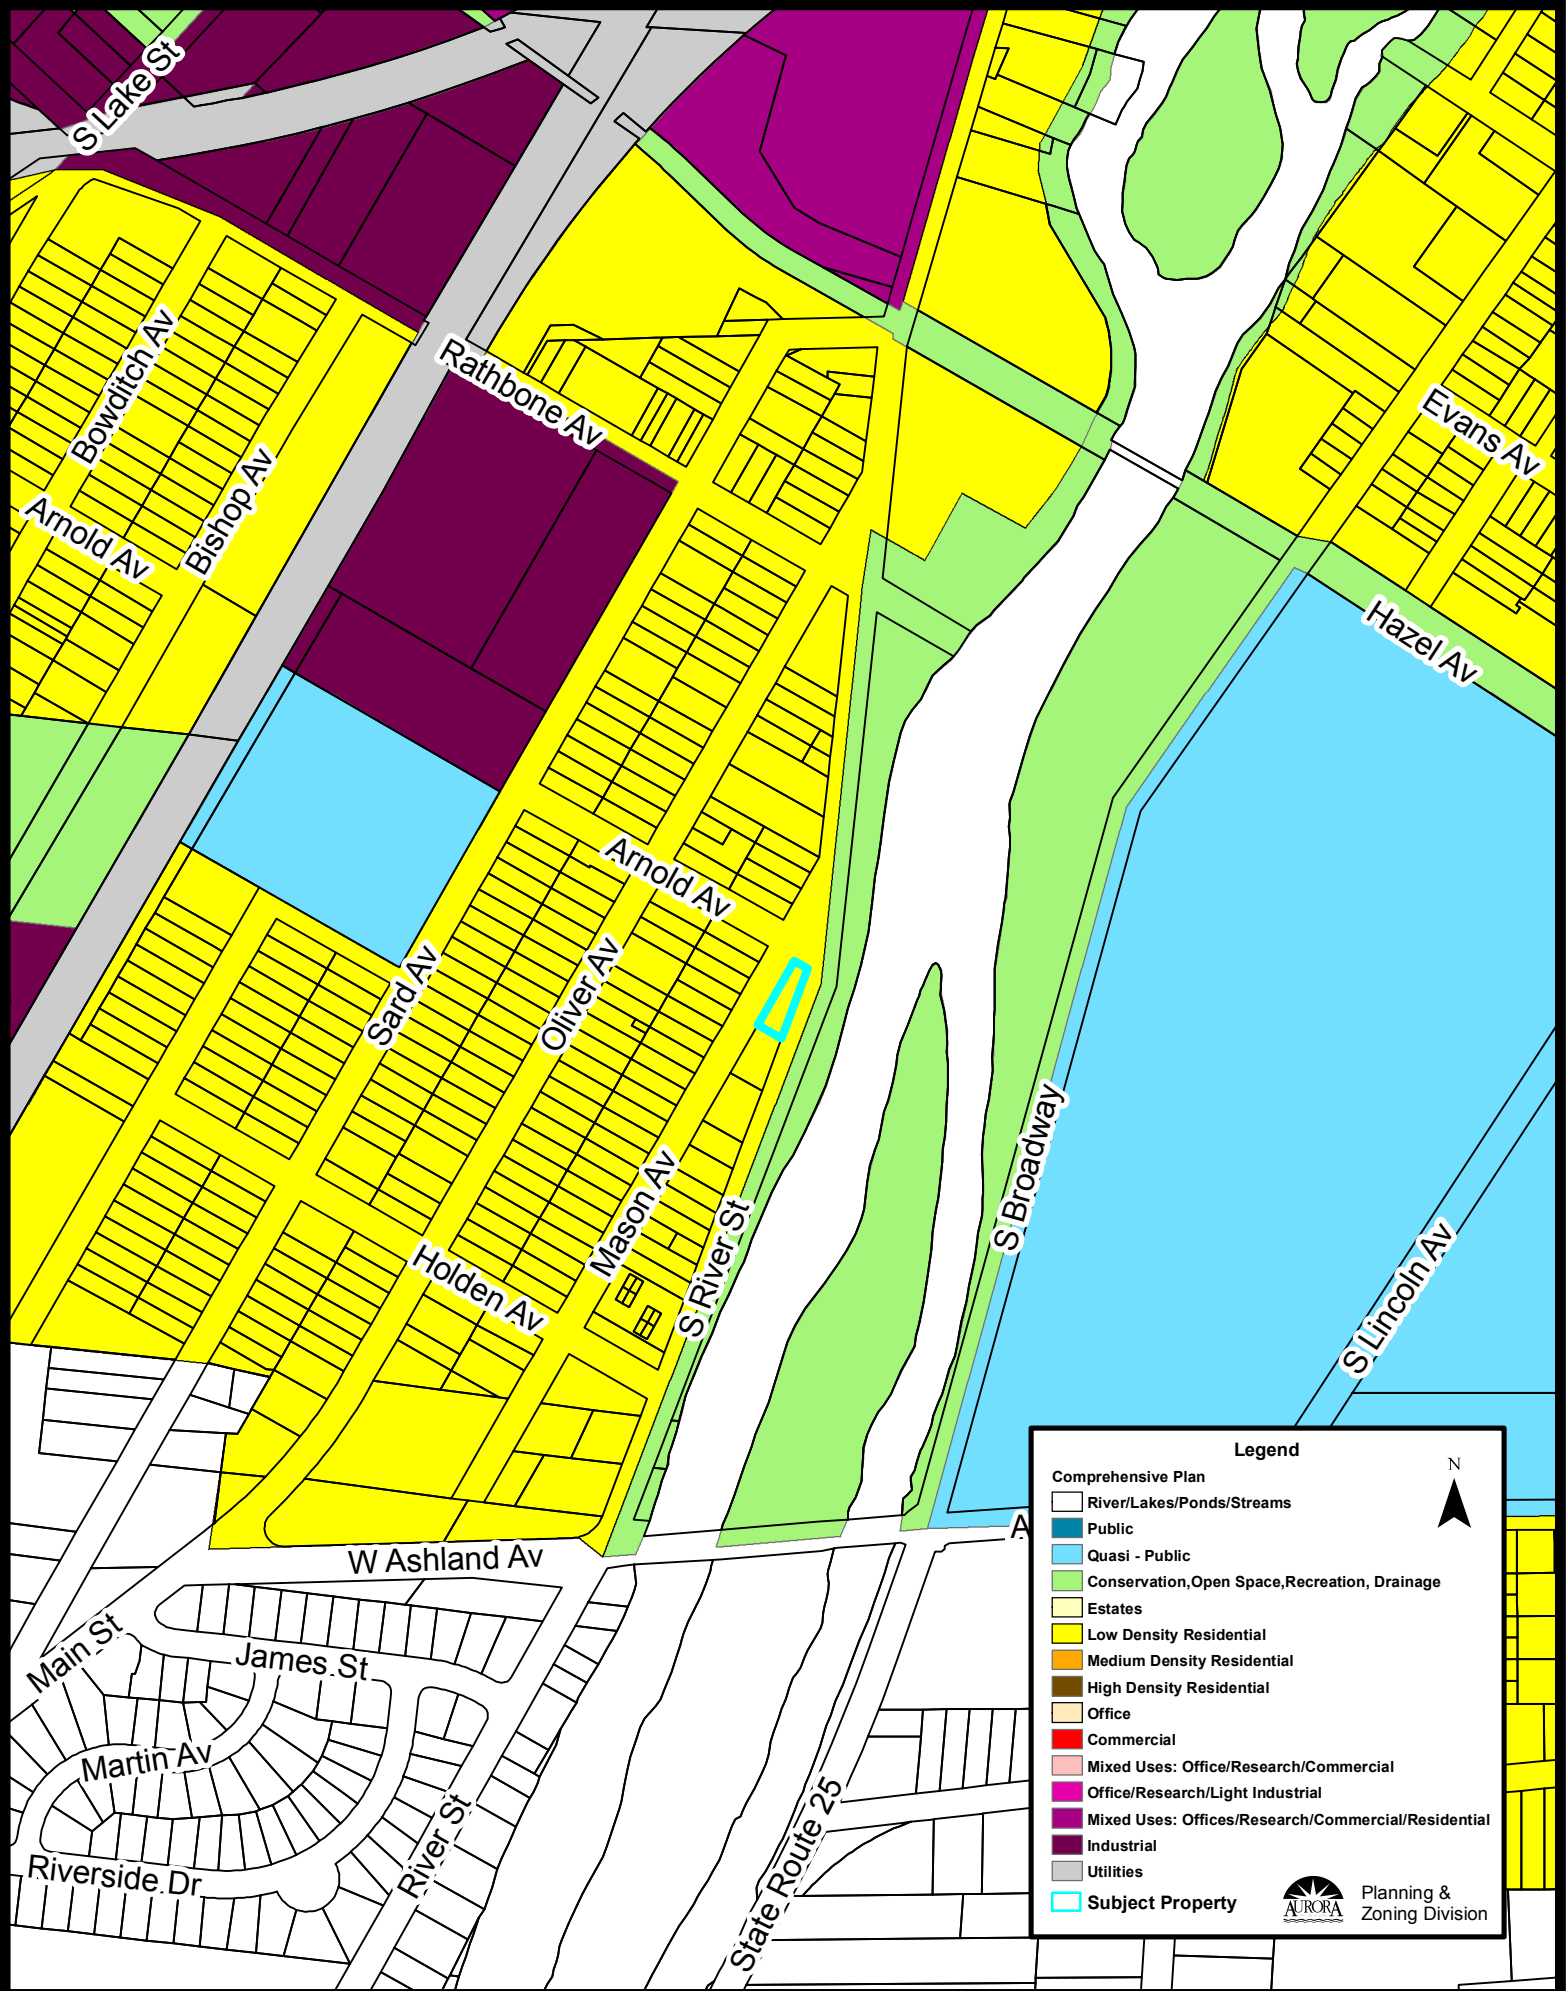 S Lake St
Bowditch Av
Rathbone Av
Evans Av
Bishop Av
Arnold Av
Hazel Av
Arnold Av
Sard Av
Oliver Av
S Broadway
Mason Av
S River St
Holden Av
S Lincoln Av
W Ashland Av
A
Main St
James St
Martin Av
River St
State Route 25
Riverside Dr
Legend
N
Comprehensive Plan
River/Lakes/Ponds/Streams
Public
Quasi - Public
Conservation,Open Space,Recreation, Drainage
Estates
Low Density Residential
Medium Density Residential
High Density Residential
Office
Commercial
Mixed Uses: Office/Research/Commercial
Office/Research/Light Industrial
Mixed Uses: Offices/Research/Commercial/Residential
Industrial
Utilities
Subject Property
AURORA
Planning &
Zoning Division